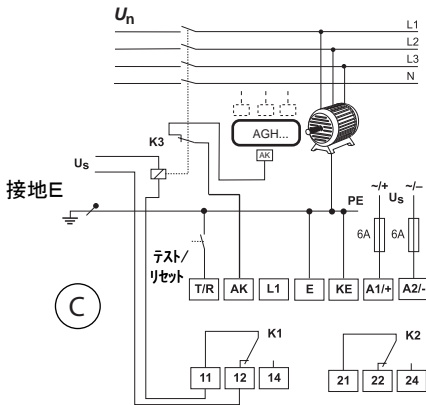 Un
L1
L2
L3
N
AGH...
K3
AK
Us
接地E
PE
~/+ Us ~/–
6A
6A
テスト/
リセット
T/R
AK
L1
E
KE
A1/+
A2/-
C
K1
K2
11
12
14
21
22
24